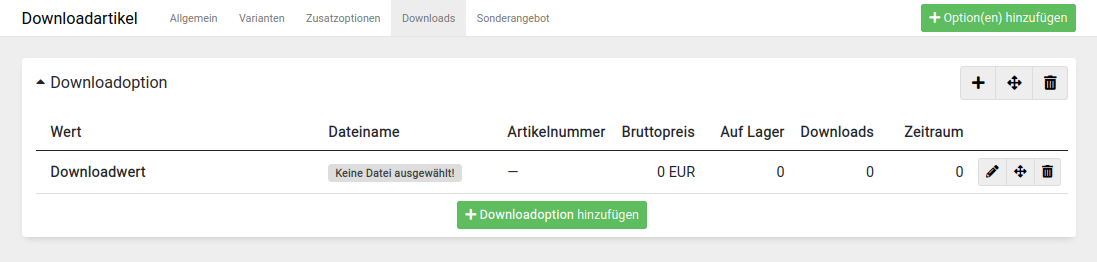 Downloadartikel Allgemein Varianten Zusatzoptionen Downloads Sonderangebot Option(en) hinzufügen
Downloadoption
Wert Dateiname Artikelnummer Bruttopreis Auf Lager Downloads Zeitraum
Downloadwert Keine Datei ausgewählt! — 0 EUR 0 0 0
Downloadoption hinzufügen